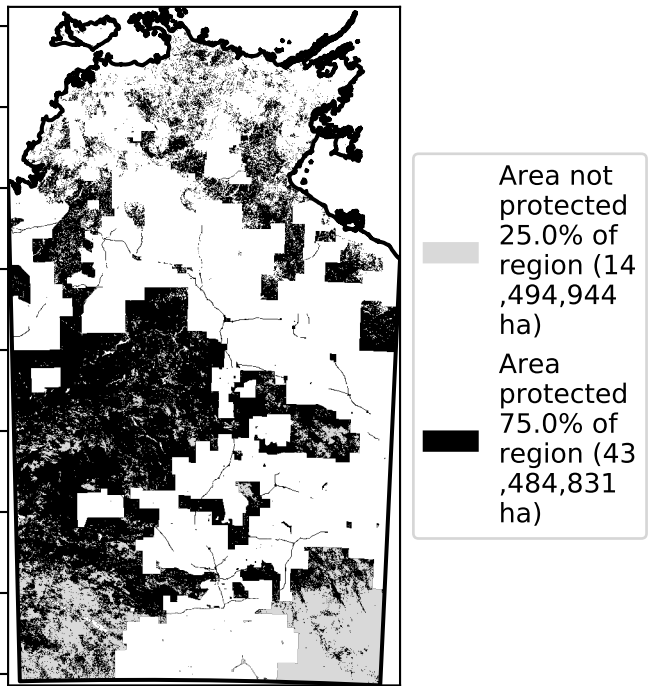 Area not
protected
25.0% of
region (14
,494,944
ha)
Area
protected
75.0% of
region (43
,484,831
ha)